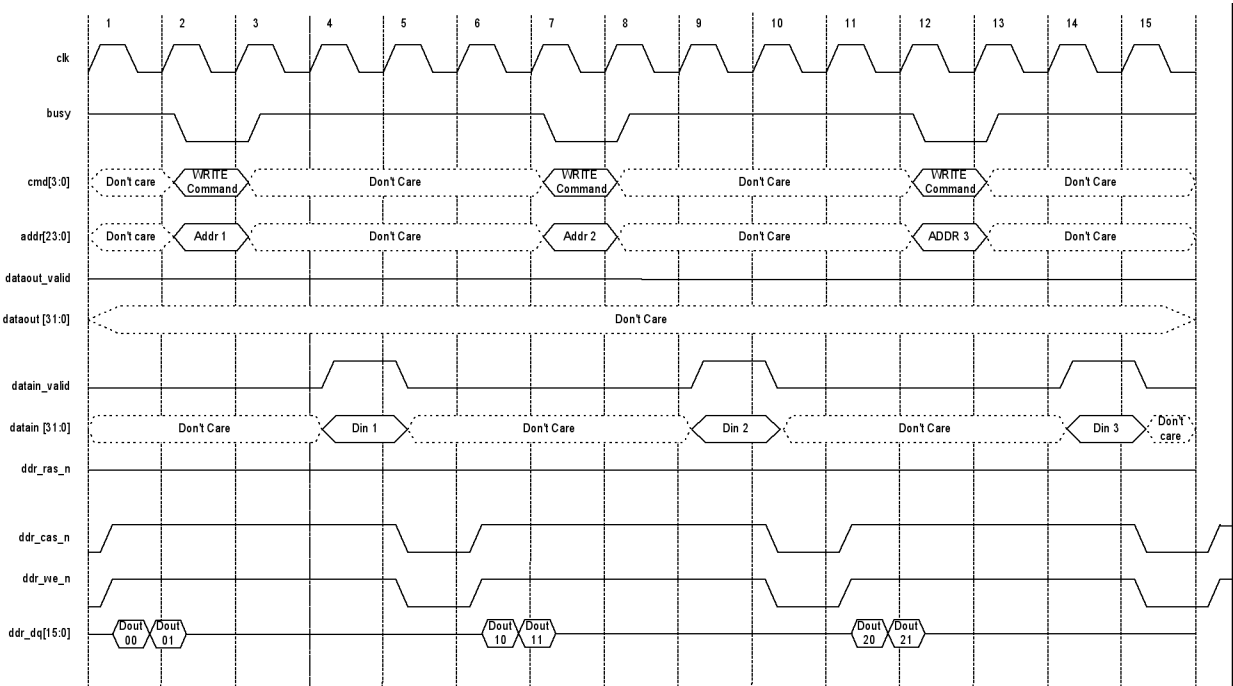 1 2 3 4 5 6 7 8 9 10 11 12 13 14 15
clk
busy
cmd[3:0] Don't care WRITE Command Don't Care WRITE Command Don't Care WRITE Command Don't Care
addr[23:0] Don't care Addr 1 Don't Care Addr 2 Don't Care ADDR 3 Don't Care
dataout_valid
dataout [31:0] Don't Care
datain_valid
datain [31:0] Don't Care Din 1 Don't Care Din 2 Don't Care Din 3 Don't care
ddr_ras_n
ddr_cas_n
ddr_we_n
ddr_dq[15:0] Dout 00 Dout 01 Dout 10 Dout 11 Dout 20 Dout 21